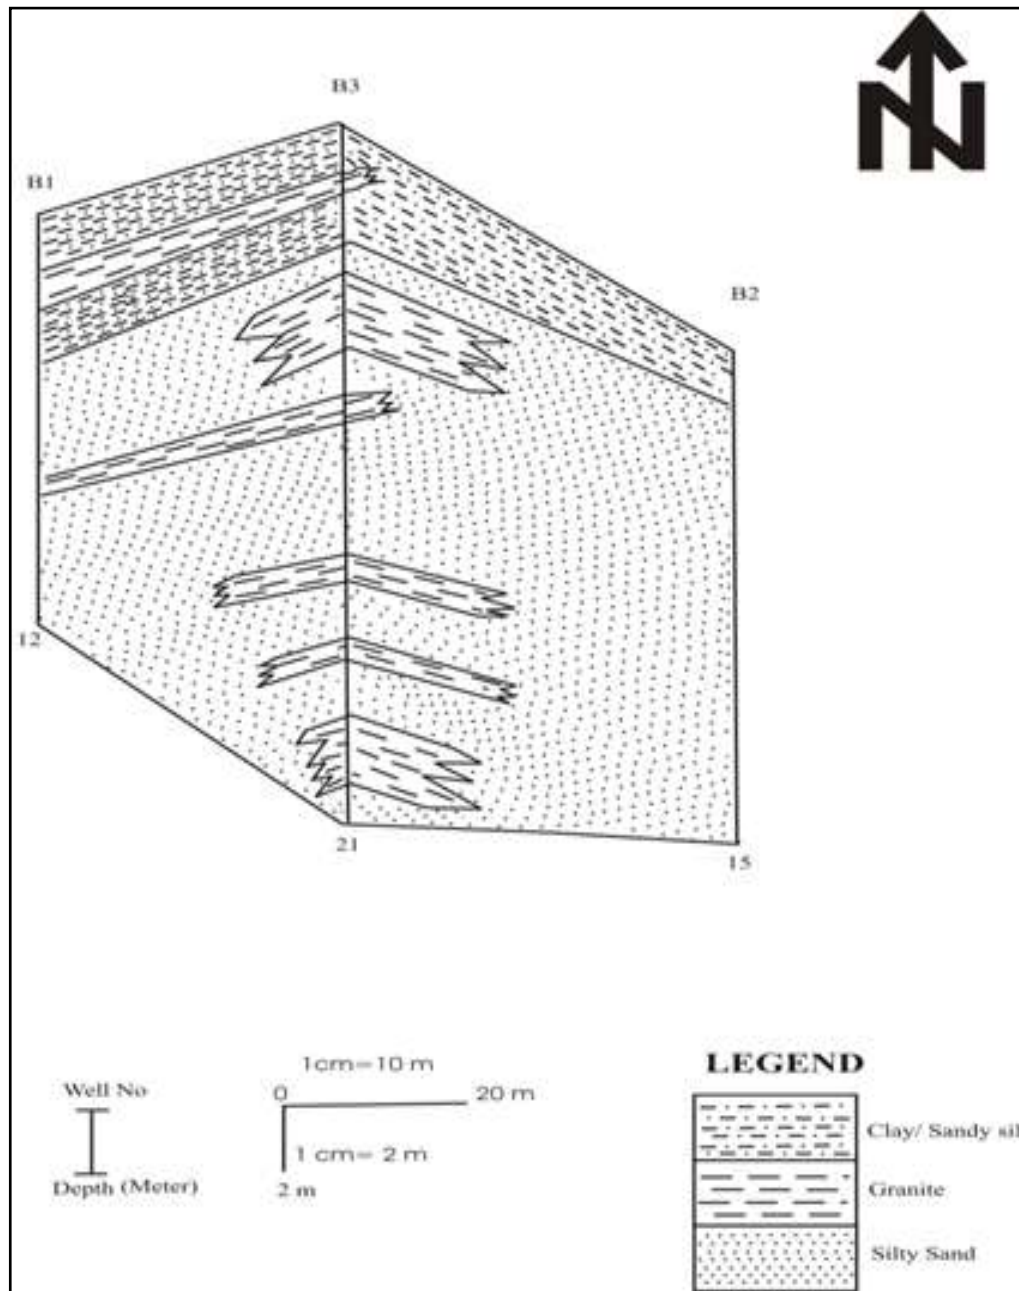 N
B3
B1
B2
12
21
15
1cm=10 m
Well No
0 20 m
1 cm= 2 m
Depth (Meter)
2 m
LEGEND
Clay/ Sandy sil
Granite
Silty Sand